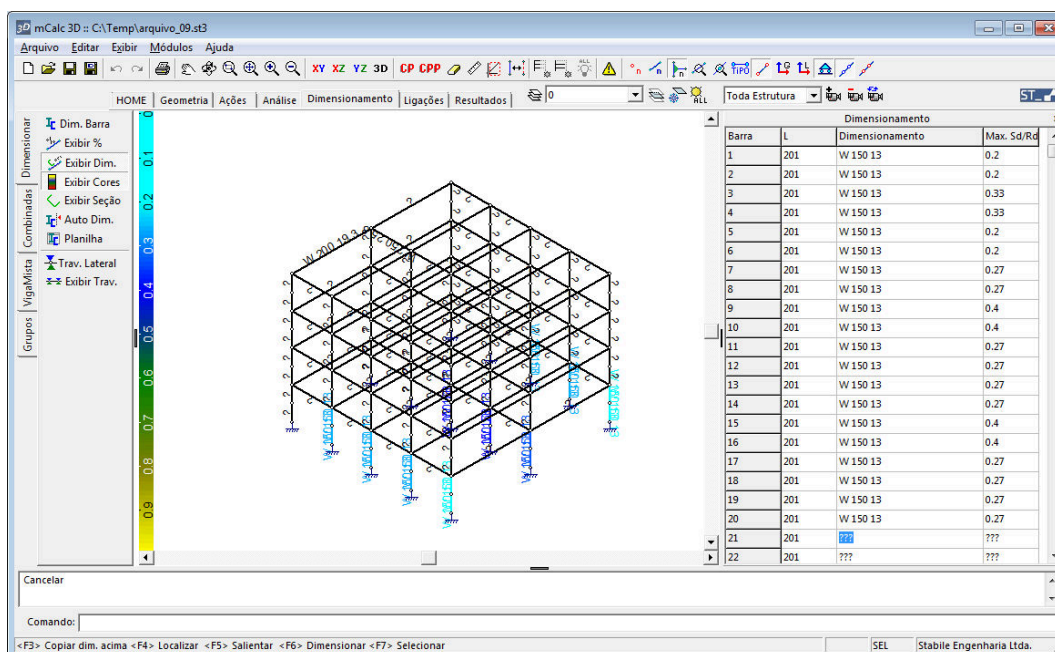 mCalc 3D :: C:\Temp\arquivo_09.st3
Arquivo Editar Exibir Módulos Ajuda
XY XZ YZ 3D CP CPP ALL TIPO
HOME Geometria Ações Análise Dimensionamento Ligações Resultados 0 ALL Toda Estrutura ST_
Dimensionar
Combinadas
VigaMista
Grupos
Dim. Barra
Exibir %
Exibir Dim.
Exibir Cores
Exibir Seção
Auto Dim.
Planilha
Trav. Lateral
Exibir Trav.
0
0.1
0.2
0.3
0.4
0.5
0.6
0.7
0.8
0.9
W 200 19.3
Dimensionamento
Barra L Dimensionamento Max. Sd/Rd
1 201 W 150 13 0.2
2 201 W 150 13 0.2
3 201 W 150 13 0.33
4 201 W 150 13 0.33
5 201 W 150 13 0.2
6 201 W 150 13 0.2
7 201 W 150 13 0.27
8 201 W 150 13 0.27
9 201 W 150 13 0.4
10 201 W 150 13 0.4
11 201 W 150 13 0.27
12 201 W 150 13 0.27
13 201 W 150 13 0.27
14 201 W 150 13 0.27
15 201 W 150 13 0.4
16 201 W 150 13 0.4
17 201 W 150 13 0.27
18 201 W 150 13 0.27
19 201 W 150 13 0.27
20 201 W 150 13 0.27
21 201 ??? ???
22 201 ??? ???
Cancelar
Comando:
<F3> Copiar dim. acima <F4> Localizar <F5> Salientar <F6> Dimensionar <F7> Selecionar SEL Stabile Engenharia Ltda.